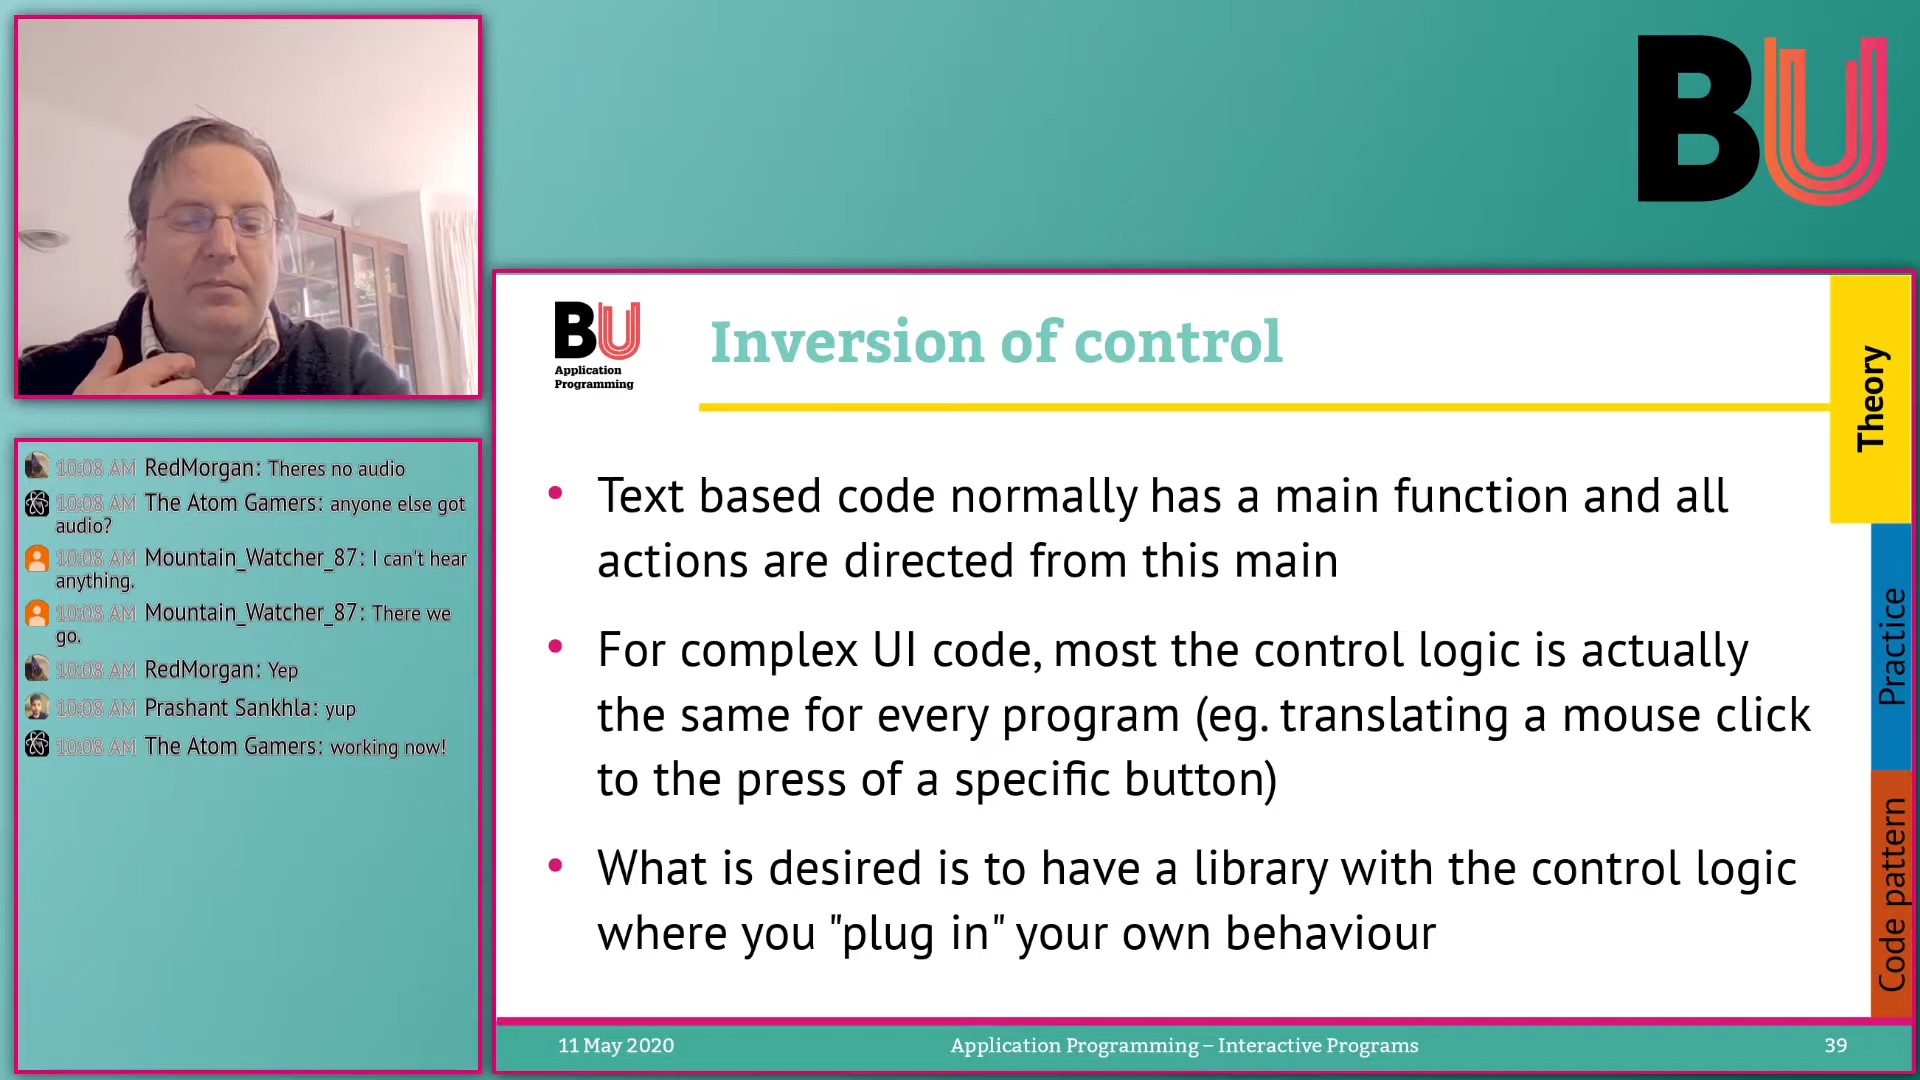 BU
10:08 AM RedMorgan: Theres no audio
10:08 AM The Atom Gamers: anyone else got
audio?
10:08 AM Mountain_Watcher_87: I can't hear
anything.
10:08 AM Mountain_Watcher_87: There we
go.
10:08 AM RedMorgan: Yep
10:08 AM Prashant Sankhla: yup
10:08 AM The Atom Gamers: working now!
BU
Application
Programming
Inversion of control
• Text based code normally has a main function and all
actions are directed from this main
• For complex UI code, most the control logic is actually
the same for every program (eg. translating a mouse click
to the press of a specific button)
• What is desired is to have a library with the control logic
where you "plug in" your own behaviour
Theory
Practice
Code pattern
11 May 2020
Application Programming – Interactive Programs
39